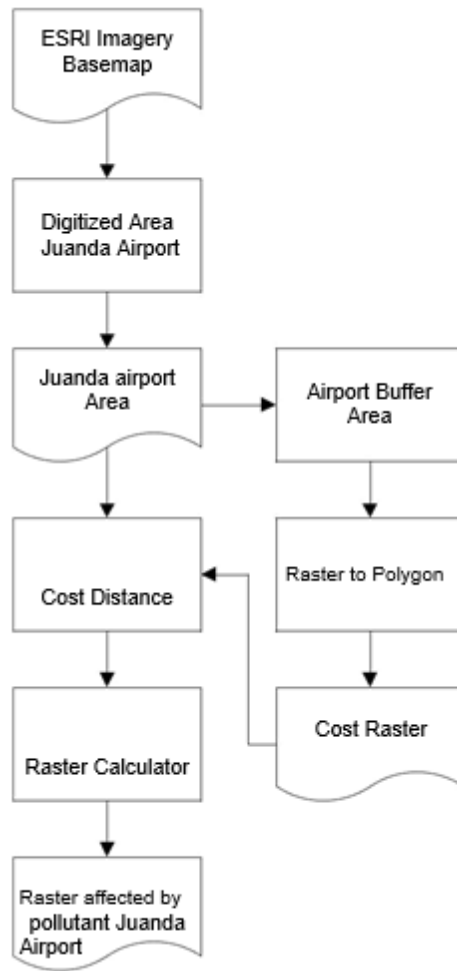 ESRI Imagery
Basemap
Digitized Area
Juanda Airport
Juanda airport
Area
Airport Buffer
Area
Cost Distance
Raster to Polygon
Raster Calculator
Cost Raster
Raster affected by
pollutant Juanda
Airport